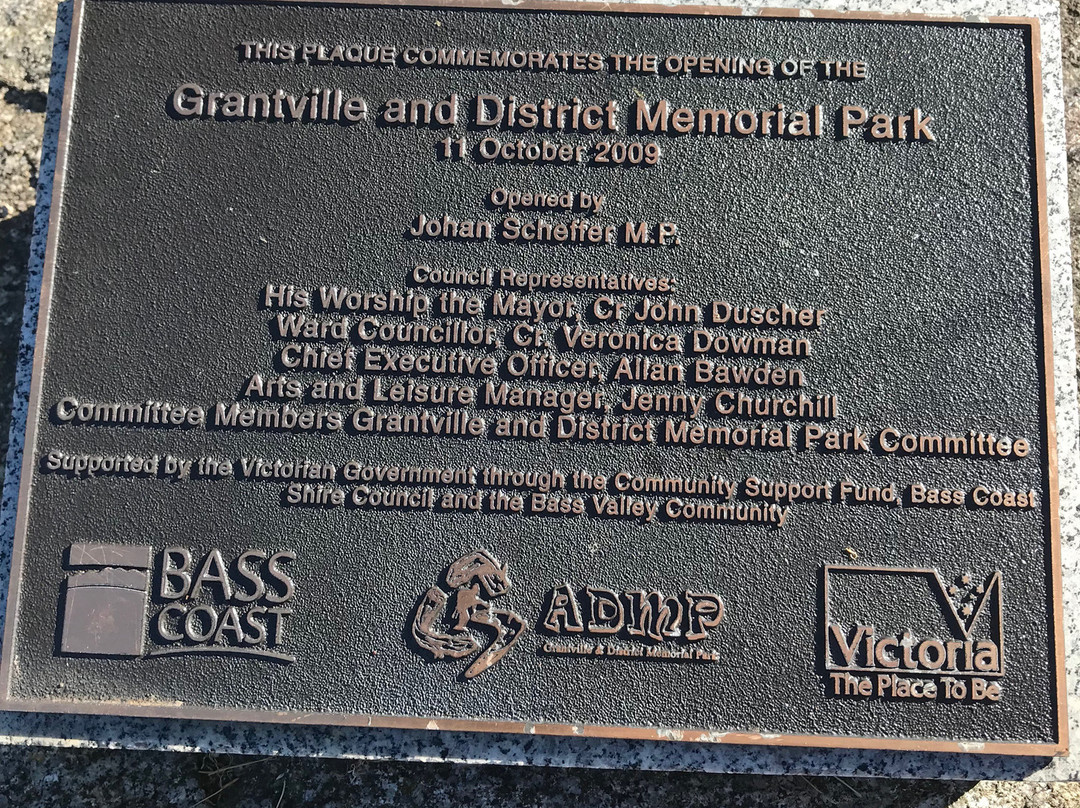 THIS PLAQUE COMMEMORATES THE OPENING OF THE
Grantville and District Memorial Park
11 October 2009
Opened by
Johan Scheffer M.P.
Council Representatives:
His Worship the Mayor, Cr John Duscher
Ward Councillor, Cr. Veronica Dowman
Chief Executive Officer, Allan Bawden
Arts and Leisure Manager, Jenny Churchill
Committee Members Grantville and District Memorial Park Committee
Supported by the Victorian Government through the Community Support Fund, Bass Coast
Shire Council and the Bass Valley Community
BASS
COAST
ADMP
Grantville & District Memorial Park
Victoria
The Place To Be